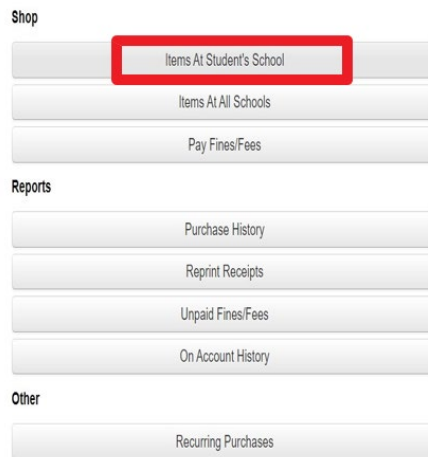 Shop
Items At Student's School
Items At All Schools
Pay Fines/Fees
Reports
Purchase History
Reprint Receipts
Unpaid Fines/Fees
On Account History
Other
Recurring Purchases